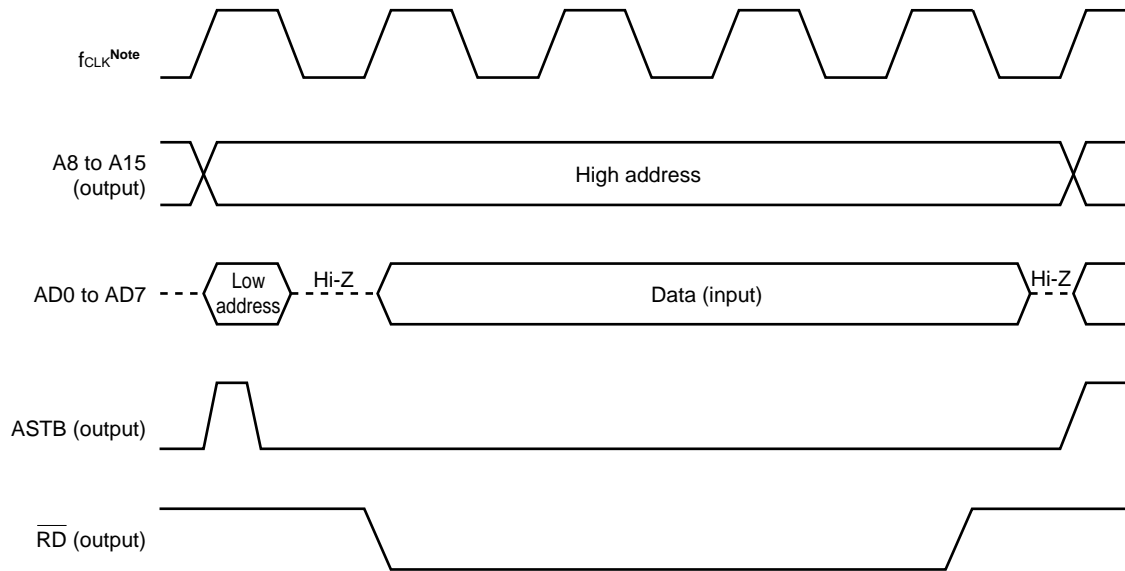 fCLKNote
A8 to A15
(output)
High address
AD0 to AD7
Low
address
Hi-Z
Data (input)
Hi-Z
ASTB (output)
RD (output)